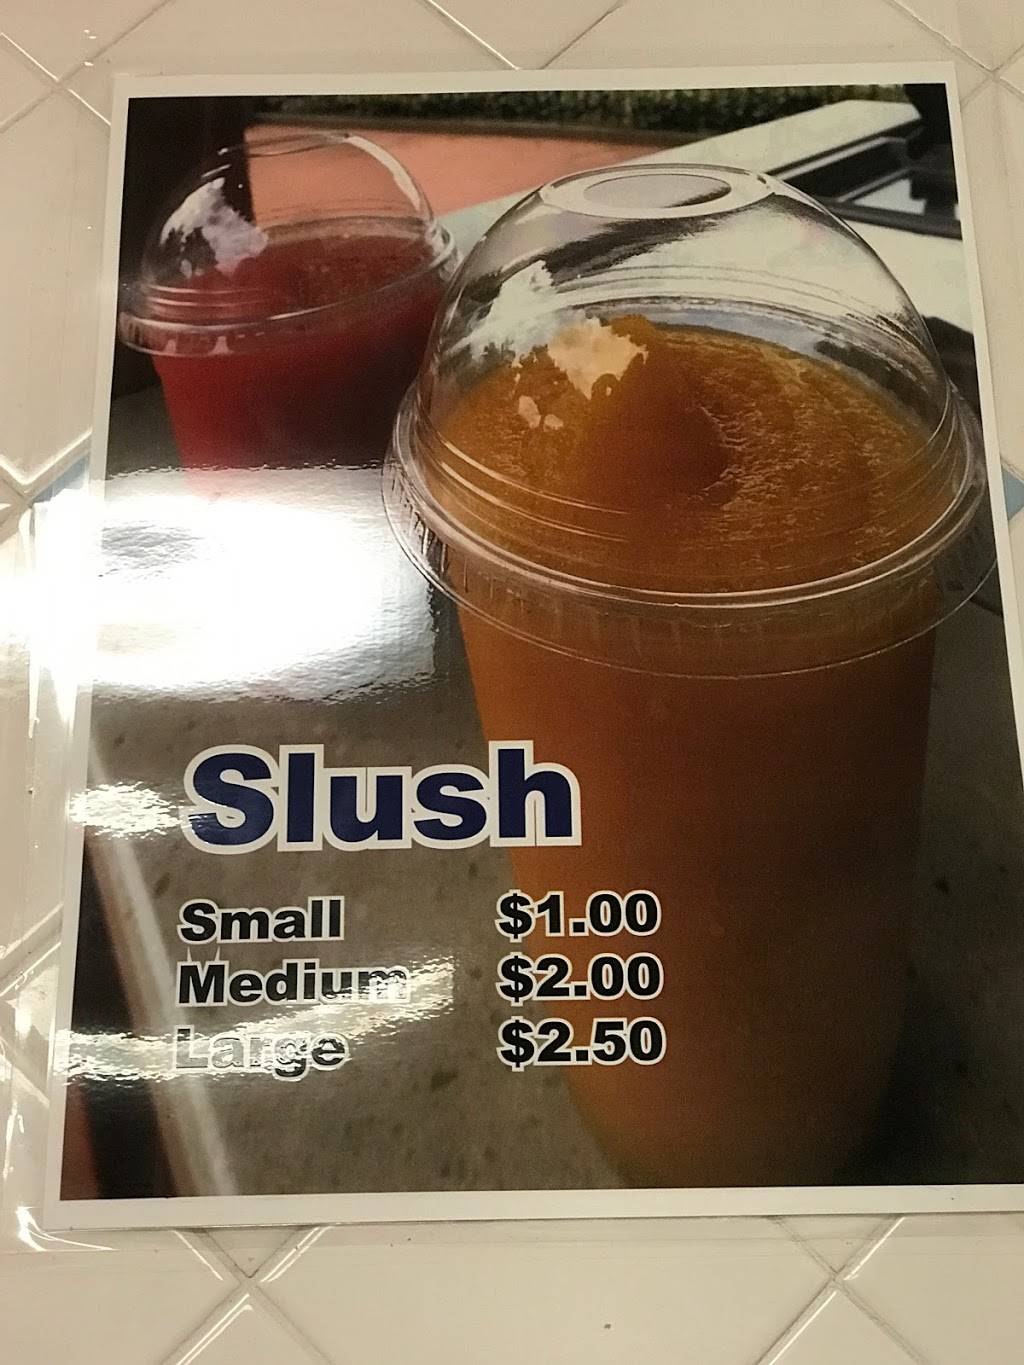 Slush
Small $1.00
Medium $2.00
Large $2.50